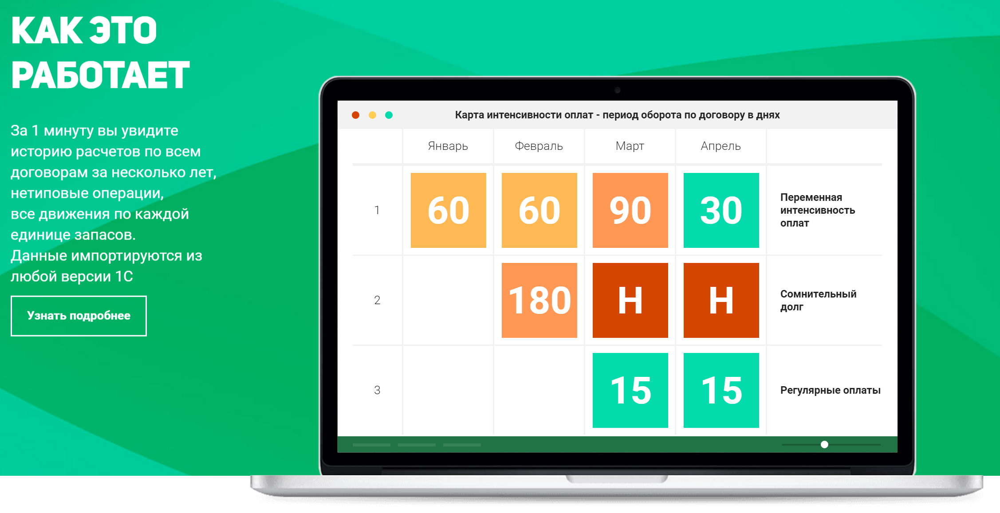 КАК ЭТО
РАБОТАЕТ
За 1 минуту вы увидите
историю расчетов по всем
договорам за несколько лет,
нетиповые операции,
все движения по каждой
единице запасов.
Данные импортируются из
любой версии 1С
Узнать подробнее
Карта интенсивности оплат - период оборота по договору в днях
Январь Февраль Март Апрель
1 60 60 90 30 Переменная
интенсивность
оплат
2 180 Н Н Сомнительный
долг
3 15 15 Регулярные оплаты